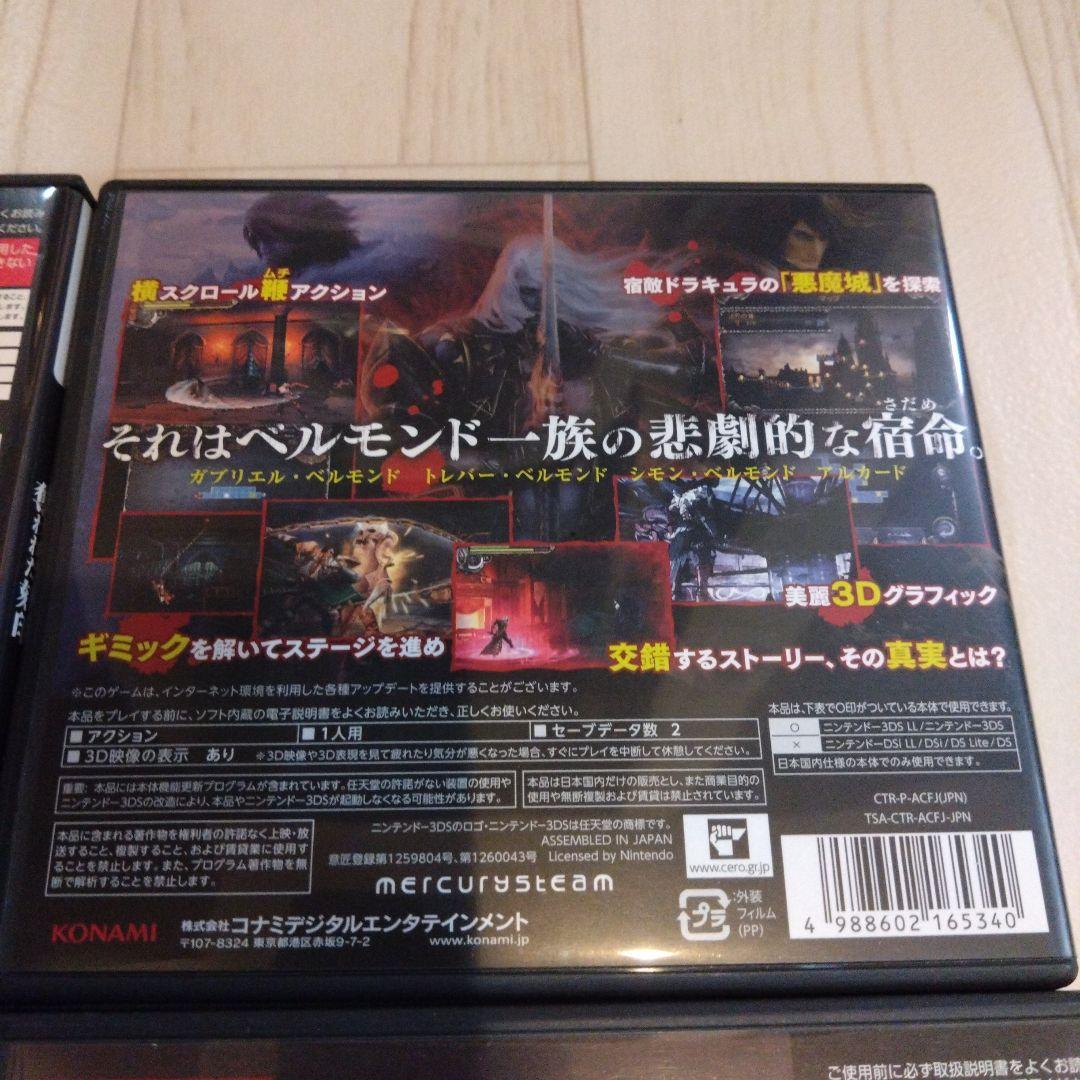 くお読み
ください。
用した
きない
ムチ
横スクロール鞭アクション
宿敵ドラキュラの「悪魔城」を探索
さだめ
それはベルモンド一族の悲劇的な宿命。
ガブリエル・ベルモンド トレバー・ベルモンド シモン・ベルモンド アルカード
美麗3Dグラフィック
ギミックを解いてステージを進め
交錯するストーリー、その真実とは?
※このゲームは、インターネット環境を利用した各種アップデートを提供することがございます。
本品をプレイする前に、ソフト内蔵の電子説明書をよくお読みいただき、正しくお使いください。
■アクション ■1人用 ■セーブデータ数 2
■3D映像の表示 あり ※3D映像や3D表現を見て疲れたり気分が悪くなった場合、すぐにプレイを中断して休憩してください。
本品は、下表で○印がついている本体で使用できます。
○ ニンテンドー3DS LL/ニンテンドー3DS
× ニンテンドーDSi LL/DSi/DS Lite/DS
日本国内仕様の本体でのみ使用できます。
重要: 本品には本体機能更新プログラムが含まれています。任天堂の許諾がない装置の使用や
ニンテンドー3DSの改造により、本品やニンテンドー3DSが起動しなくなる可能性があります。
本品は日本国内だけの販売とし、また商業目的の
使用や無断複製および賃貸は禁止します。
CTR-P-ACFJ(JPN)
TSA-CTR-ACFJ-JPN
本品に含まれる著作物を権利者の許諾なく上映・放
送すること、複製すること、および賃貸業に使用す
ることを禁止します。また、プログラム著作物を無
断で解析することを禁止します。
ニンテンドー3DSのロゴ・ニンテンドー3DSは任天堂の商標です。
ASSEMBLED IN JAPAN
意匠登録第1259804号、第1260043号 Licensed by Nintendo
mercurysteam
www.cero.gr.jp
プラ
:外装
フィルム
(PP)
4 988602 165340
KONAMI
株式会社コナミデジタルエンタテインメント
〒107-8324 東京都港区赤坂9-7-2 www.konami.jp
ご使用前に必ず取扱説明書をよくお読